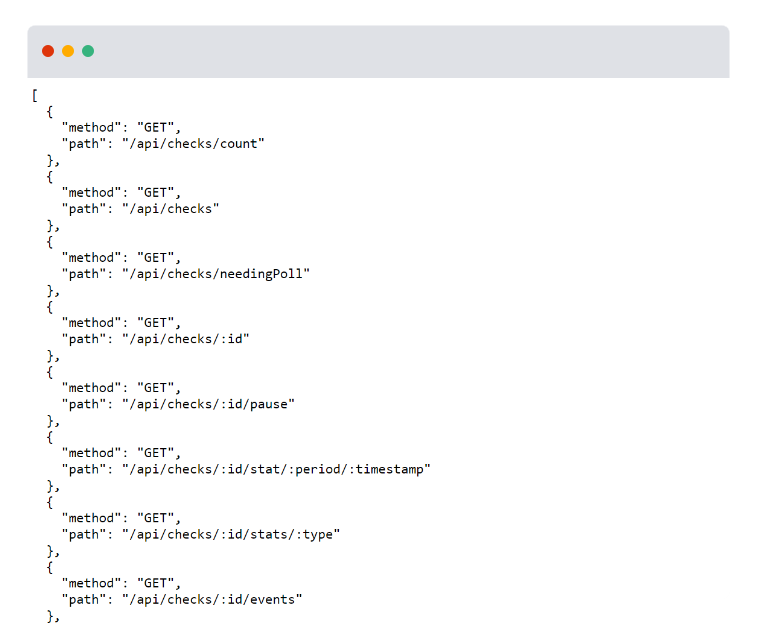 [
  {
    "method": "GET",
    "path": "/api/checks/count"
  },
  {
    "method": "GET",
    "path": "/api/checks"
  },
  {
    "method": "GET",
    "path": "/api/checks/needingPoll"
  },
  {
    "method": "GET",
    "path": "/api/checks/:id"
  },
  {
    "method": "GET",
    "path": "/api/checks/:id/pause"
  },
  {
    "method": "GET",
    "path": "/api/checks/:id/stat/:period/:timestamp"
  },
  {
    "method": "GET",
    "path": "/api/checks/:id/stats/:type"
  },
  {
    "method": "GET",
    "path": "/api/checks/:id/events"
  },